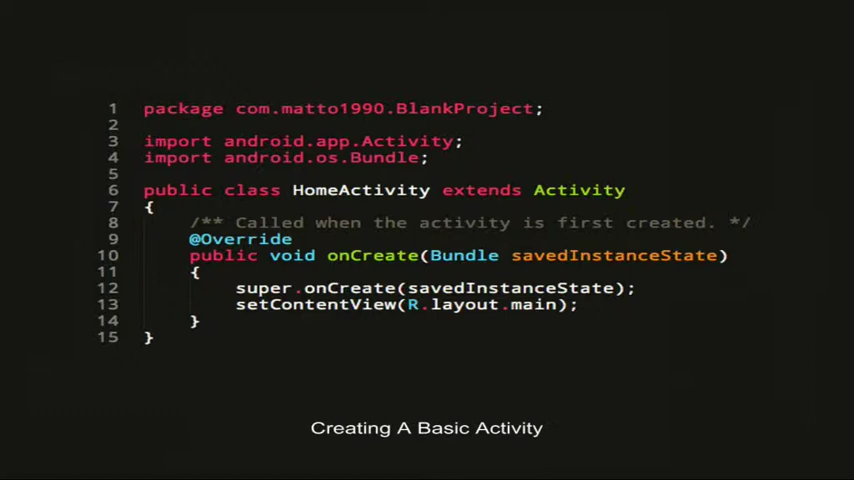 1 package com.matto1990.BlankProject;
2
3 import android.app.Activity;
4 import android.os.Bundle;
5
6 public class HomeActivity extends Activity
7 {
8     /** Called when the activity is first created. */
9     @Override
10     public void onCreate(Bundle savedInstanceState)
11     {
12         super.onCreate(savedInstanceState);
13         setContentView(R.layout.main);
14     }
15 }
Creating A Basic Activity